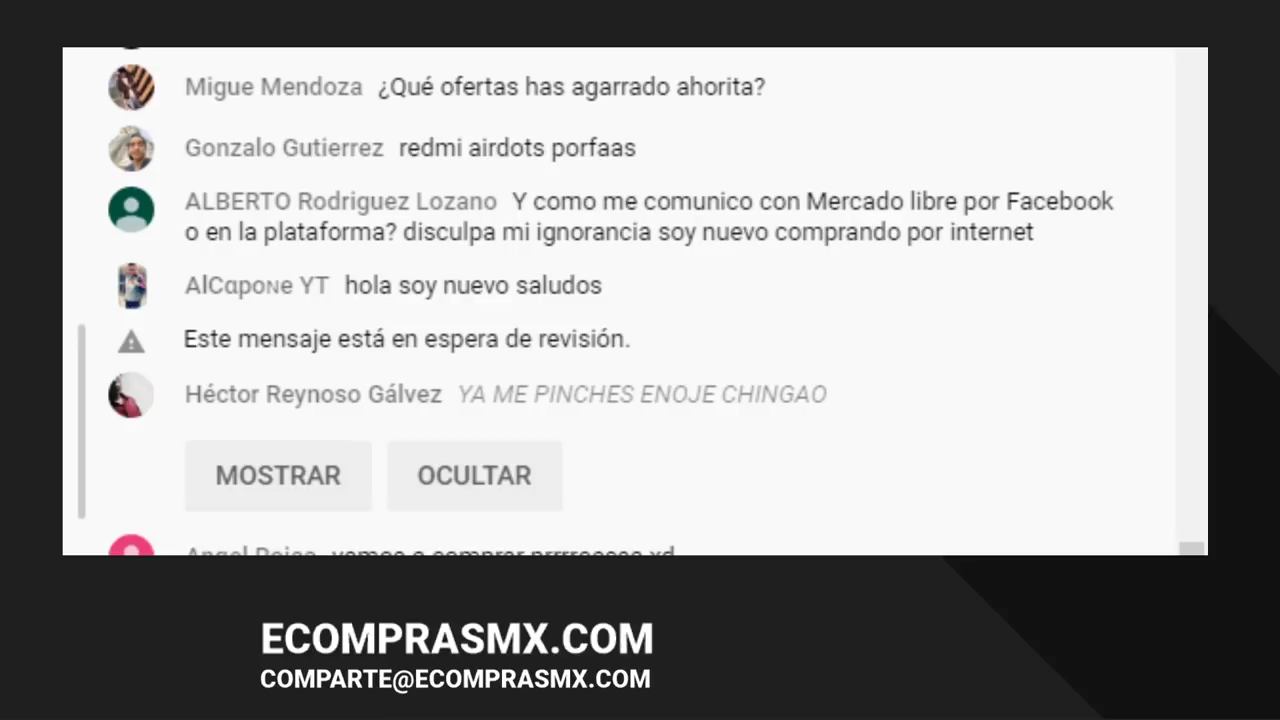 Migue Mendoza ¿Qué ofertas has agarrado ahorita?
Gonzalo Gutierrez redmi airdots porfaas
ALBERTO Rodriguez Lozano Y como me comunico con Mercado libre por Facebook
o en la plataforma? disculpa mi ignorancia soy nuevo comprando por internet
AlCαpoɴe YT hola soy nuevo saludos
Este mensaje está en espera de revisión.
Héctor Reynoso Gálvez YA ME PINCHES ENOJE CHINGAO
MOSTRAR OCULTAR
ECOMPRASMX.COM
COMPARTE@ECOMPRASMX.COM